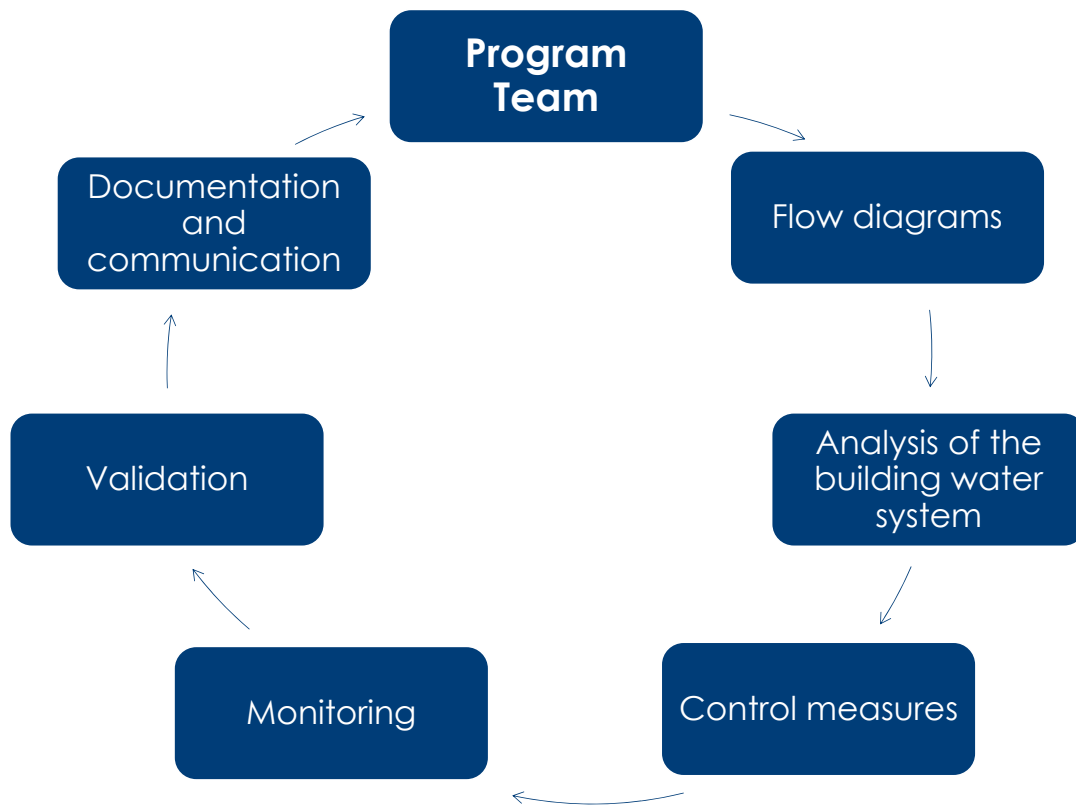 Program
Team
Flow diagrams
Analysis of the
building water
system
Control measures
Monitoring
Validation
Documentation
and
communication